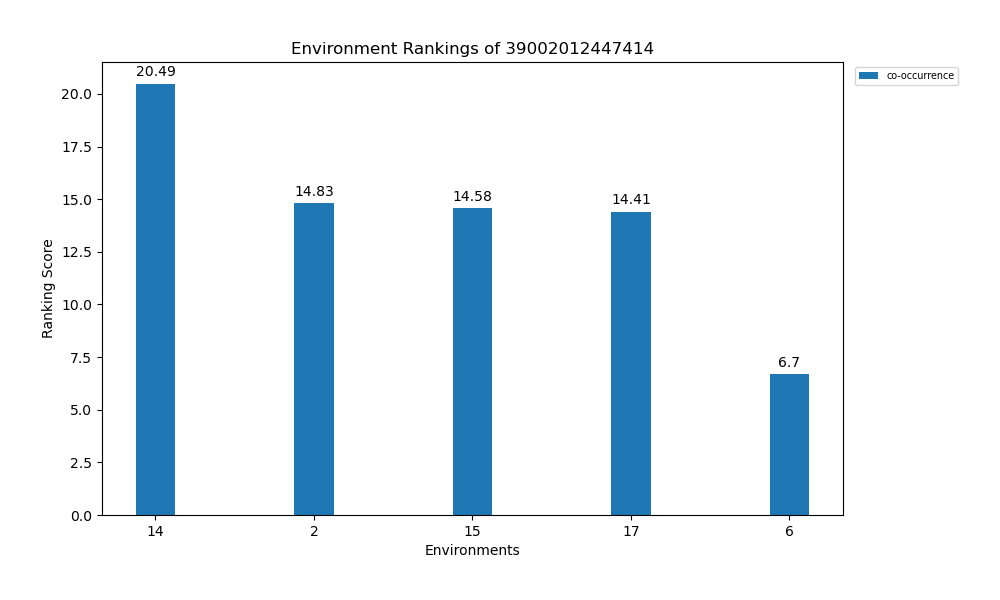 Environment Rankings of 39002012447414
co-occurrence
Ranking Score
20.0
17.5
15.0
12.5
10.0
7.5
5.0
2.5
0.0
20.49
14.83
14.58
14.41
6.7
14 2 15 17 6
Environments